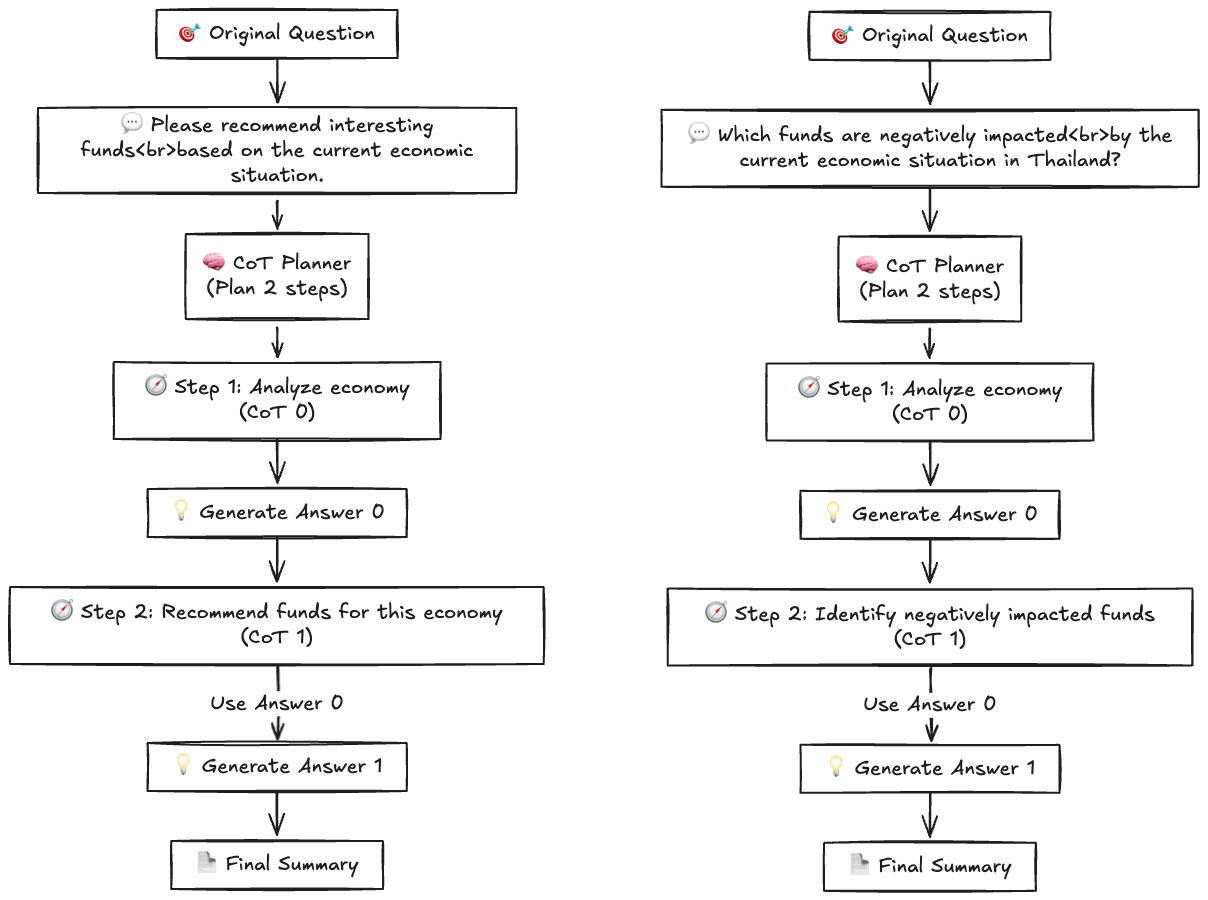 Original Question
Please recommend interesting
funds<br>based on the current economic
situation.
CoT Planner
(Plan 2 steps)
Step 1: Analyze economy
(CoT 0)
Generate Answer 0
Step 2: Recommend funds for this economy
(CoT 1)
Use Answer 0
Generate Answer 1
Final Summary
Original Question
Which funds are negatively impacted<br>by the
current economic situation in Thailand?
CoT Planner
(Plan 2 steps)
Step 1: Analyze economy
(CoT 0)
Generate Answer 0
Step 2: Identify negatively impacted funds
(CoT 1)
Use Answer 0
Generate Answer 1
Final Summary